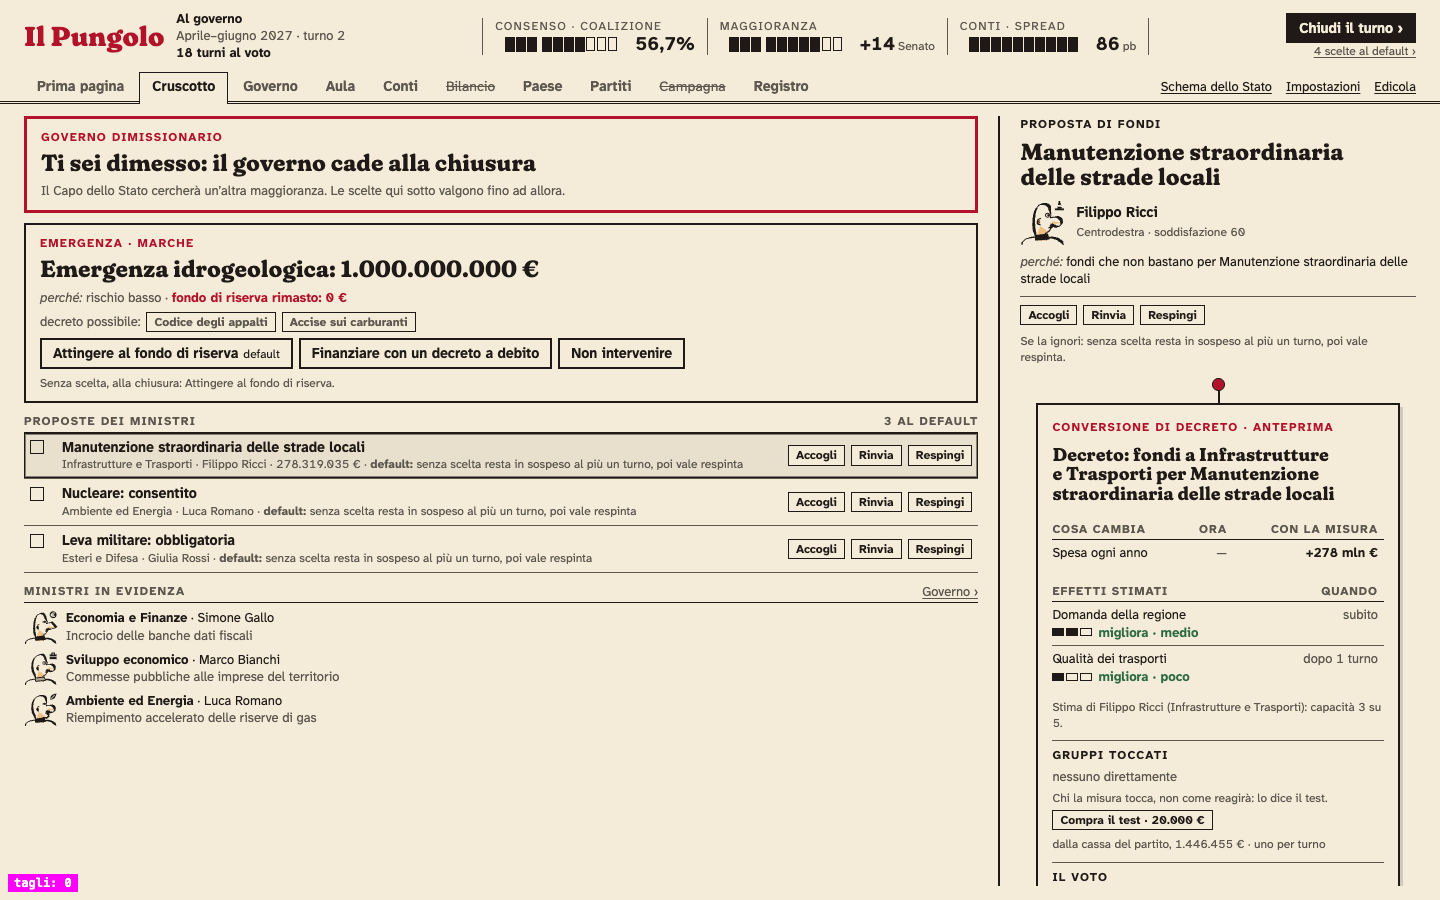 Il Pungolo
Al governo
Aprile–giugno 2027 · turno 2
18 turni al voto
CONSENSO · COALIZIONE
56,7%
MAGGIORANZA
+14 Senato
CONTI · SPREAD
86 pb
Chiudi il turno ›
4 scelte al default ›
Prima pagina
Cruscotto
Governo
Aula
Conti
Bilancio
Paese
Partiti
Campagna
Registro
Schema dello Stato
Impostazioni
Edicola
GOVERNO DIMISSIONARIO
Ti sei dimesso: il governo cade alla chiusura
Il Capo dello Stato cercherà un'altra maggioranza. Le scelte qui sotto valgono fino ad allora.
EMERGENZA · MARCHE
Emergenza idrogeologica: 1.000.000.000 €
perché: rischio basso · fondo di riserva rimasto: 0 €
decreto possibile: Codice degli appalti Accise sui carburanti
Attingere al fondo di riserva default
Finanziare con un decreto a debito
Non intervenire
Senza scelta, alla chiusura: Attingere al fondo di riserva.
PROPOSTE DEI MINISTRI
3 AL DEFAULT
Manutenzione straordinaria delle strade locali
Infrastrutture e Trasporti · Filippo Ricci · 278.319.035 € · default: senza scelta resta in sospeso al più un turno, poi vale respinta
Accogli Rinvia Respingi
Nucleare: consentito
Ambiente ed Energia · Luca Romano · default: senza scelta resta in sospeso al più un turno, poi vale respinta
Accogli Rinvia Respingi
Leva militare: obbligatoria
Esteri e Difesa · Giulia Rossi · default: senza scelta resta in sospeso al più un turno, poi vale respinta
Accogli Rinvia Respingi
MINISTRI IN EVIDENZA
Governo ›
Economia e Finanze · Simone Gallo
Incrocio delle banche dati fiscali
Sviluppo economico · Marco Bianchi
Commesse pubbliche alle imprese del territorio
Ambiente ed Energia · Luca Romano
Riempimento accelerato delle riserve di gas
tagli: 0
PROPOSTA DI FONDI
Manutenzione straordinaria
delle strade locali
Filippo Ricci
Centrodestra · soddisfazione 60
perché: fondi che non bastano per Manutenzione straordinaria delle
strade locali
Accogli Rinvia Respingi
Se la ignori: senza scelta resta in sospeso al più un turno, poi vale
respinta.
CONVERSIONE DI DECRETO · ANTEPRIMA
Decreto: fondi a Infrastrutture
e Trasporti per Manutenzione
straordinaria delle strade locali
COSA CAMBIA ORA CON LA MISURA
Spesa ogni anno — +278 mln €
EFFETTI STIMATI QUANDO
Domanda della regione subito
migliora · medio
Qualità dei trasporti dopo 1 turno
migliora · poco
Stima di Filippo Ricci (Infrastrutture e Trasporti): capacità 3 su
5.
GRUPPI TOCCATI
nessuno direttamente
Chi la misura tocca, non come reagirà: lo dice il test.
Compra il test · 20.000 €
dalla cassa del partito, 1.446.455 € · uno per turno
IL VOTO